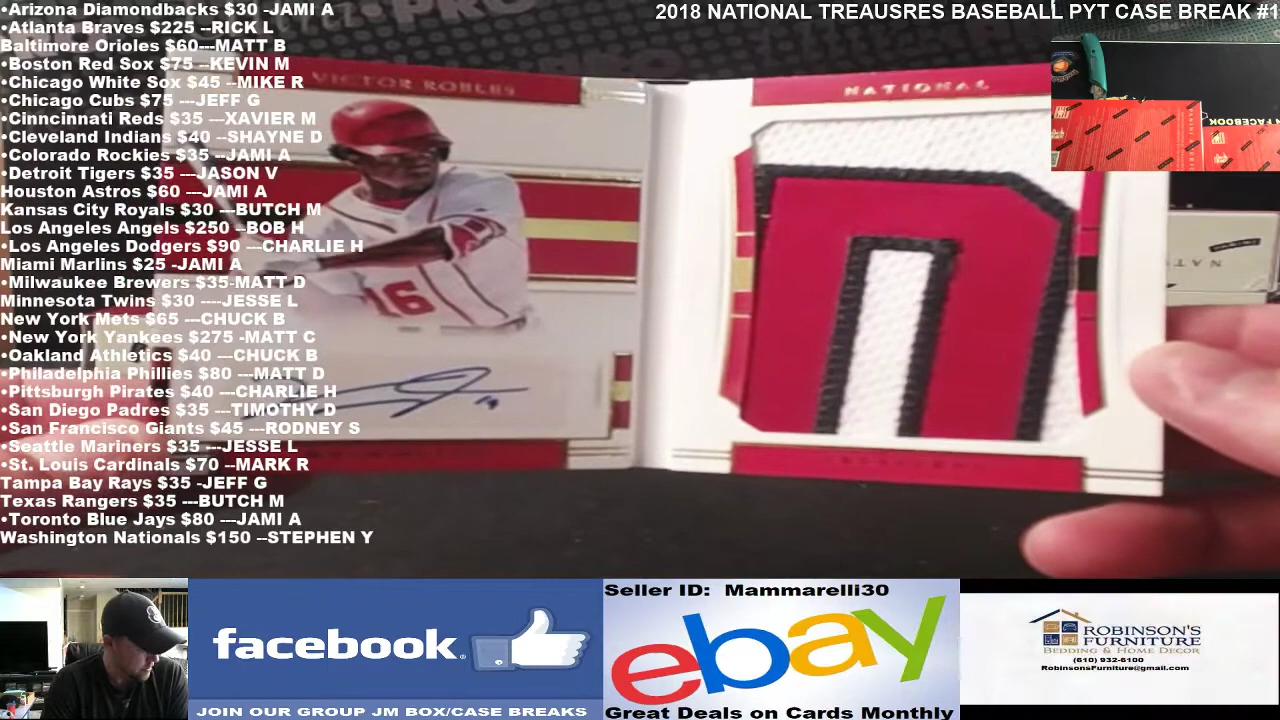 2018 NATIONAL TREAUSRES BASEBALL PYT CASE BREAK #1
•Arizona Diamondbacks $30 -JAMI A
•Atlanta Braves $225 --RICK L
Baltimore Orioles $60---MATT B
•Boston Red Sox $75 --KEVIN M
•Chicago White Sox $45 --MIKE R
•Chicago Cubs $75 ---JEFF G
•Cinncinnati Reds $35 ---XAVIER M
•Cleveland Indians $40 --SHAYNE D
•Colorado Rockies $35 --JAMI A
•Detroit Tigers $35 ---JASON V
Houston Astros $60 ---JAMI A
Kansas City Royals $30 ---BUTCH M
Los Angeles Angels $250 --BOB H
•Los Angeles Dodgers $90 ---CHARLIE H
Miami Marlins $25 -JAMI A
•Milwaukee Brewers $35-MATT D
Minnesota Twins $30 ----JESSE L
New York Mets $65 ---CHUCK B
•New York Yankees $275 -MATT C
•Oakland Athletics $40 ---CHUCK B
•Philadelphia Phillies $80 ---MATT D
•Pittsburgh Pirates $40 ---CHARLIE H
•San Diego Padres $35 ---TIMOTHY D
•San Francisco Giants $45 ---RODNEY S
•Seattle Mariners $35 ---JESSE L
•St. Louis Cardinals $70 --MARK R
Tampa Bay Rays $35 -JEFF G
Texas Rangers $35 ---BUTCH M
•Toronto Blue Jays $80 ---JAMI A
Washington Nationals $150 --STEPHEN Y
VICTOR ROBLES
NATIONAL
16
facebook
JOIN OUR GROUP JM BOX/CASE BREAKS
Seller ID: Mammarelli30
ebay
Great Deals on Cards Monthly
ROBINSON'S
FURNITURE
BEDDING & HOME DECOR
(610) 932-6100
RobinsonsFurniture@gmail.com